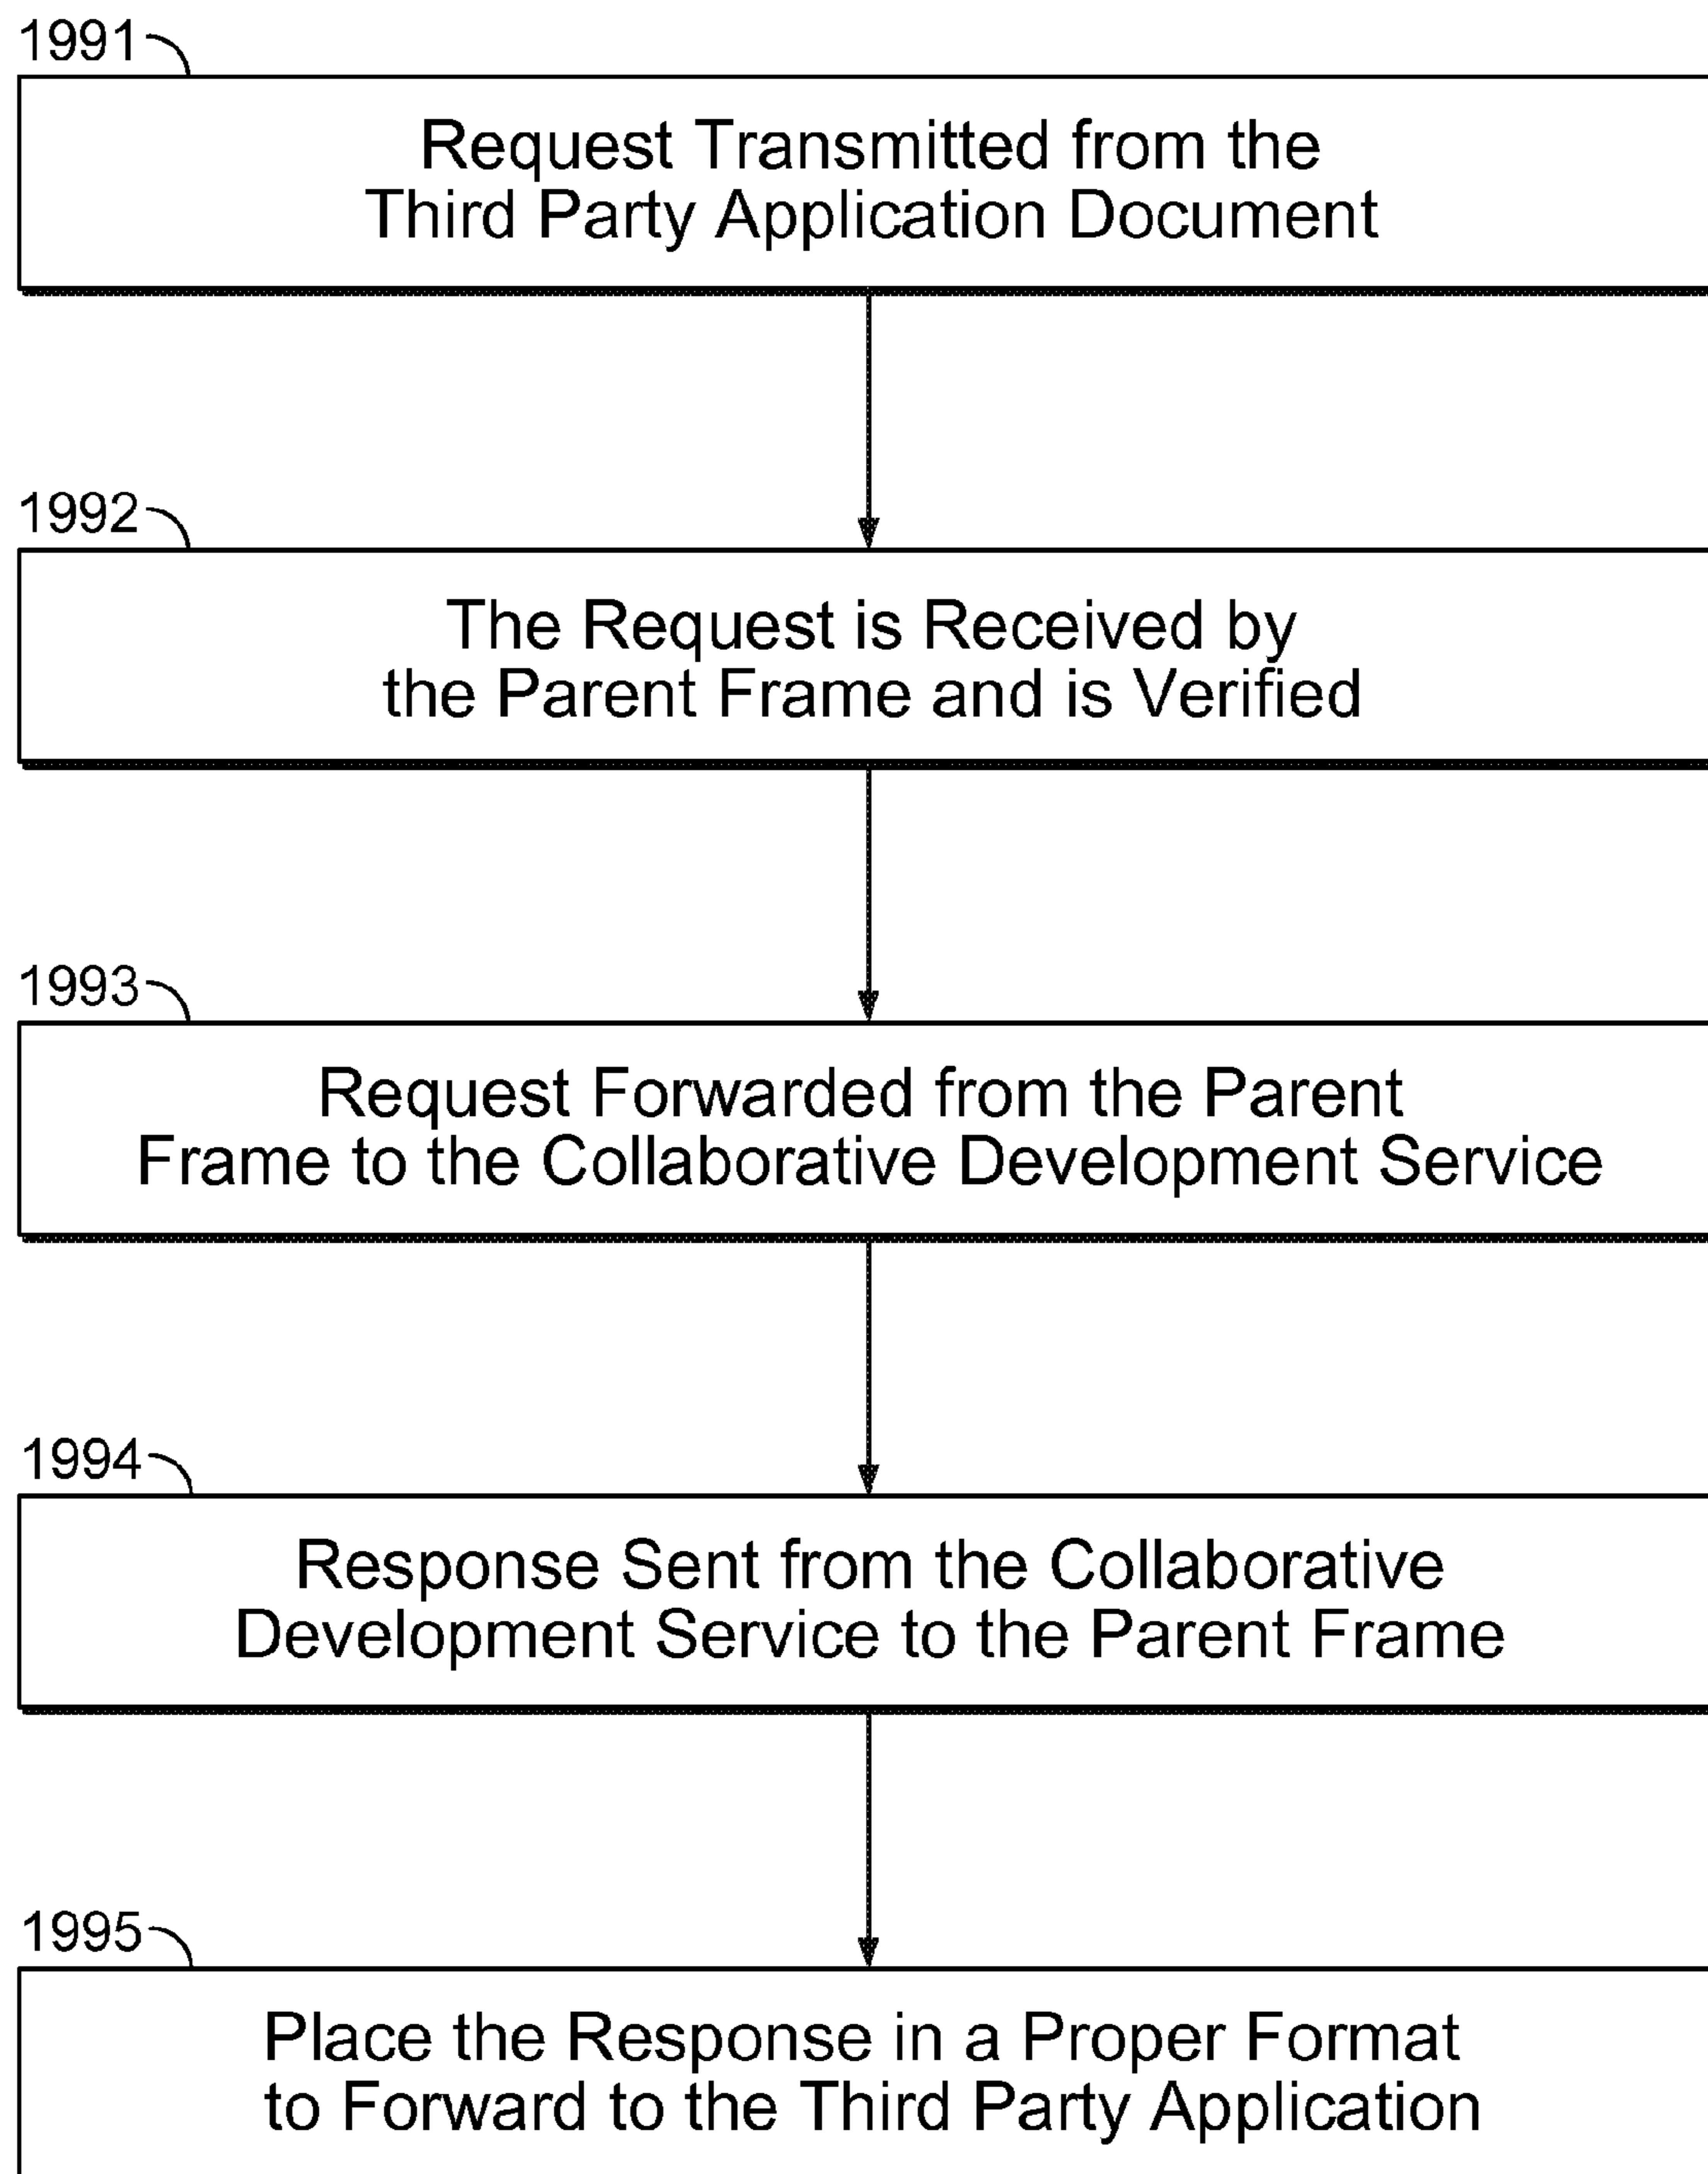 1991
Request Transmitted from the
Third Party Application Document
1992
The Request is Received by
the Parent Frame and is Verified
1993
Request Forwarded from the Parent
Frame to the Collaborative Development Service
1994
Response Sent from the Collaborative
Development Service to the Parent Frame
1995
Place the Response in a Proper Format
to Forward to the Third Party Application